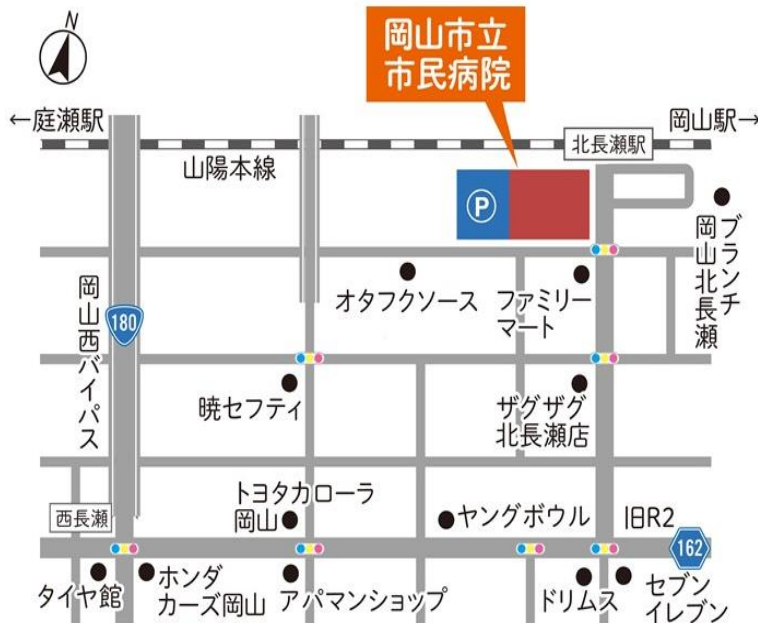 N
岡山市立
市民病院
←庭瀬駅
岡山駅→
北長瀬駅
山陽本線
P
ブランチ
岡山北長瀬
オタフクソース
ファミリー
マート
岡山西バイパス
180
暁セフティ
ザグザグ
北長瀬店
トヨタカローラ
岡山
西長瀬
ヤングボウル
旧R2
162
タイヤ館
ホンダ
カーズ岡山
アパマンショップ
ドリムス
セブン
イレブン